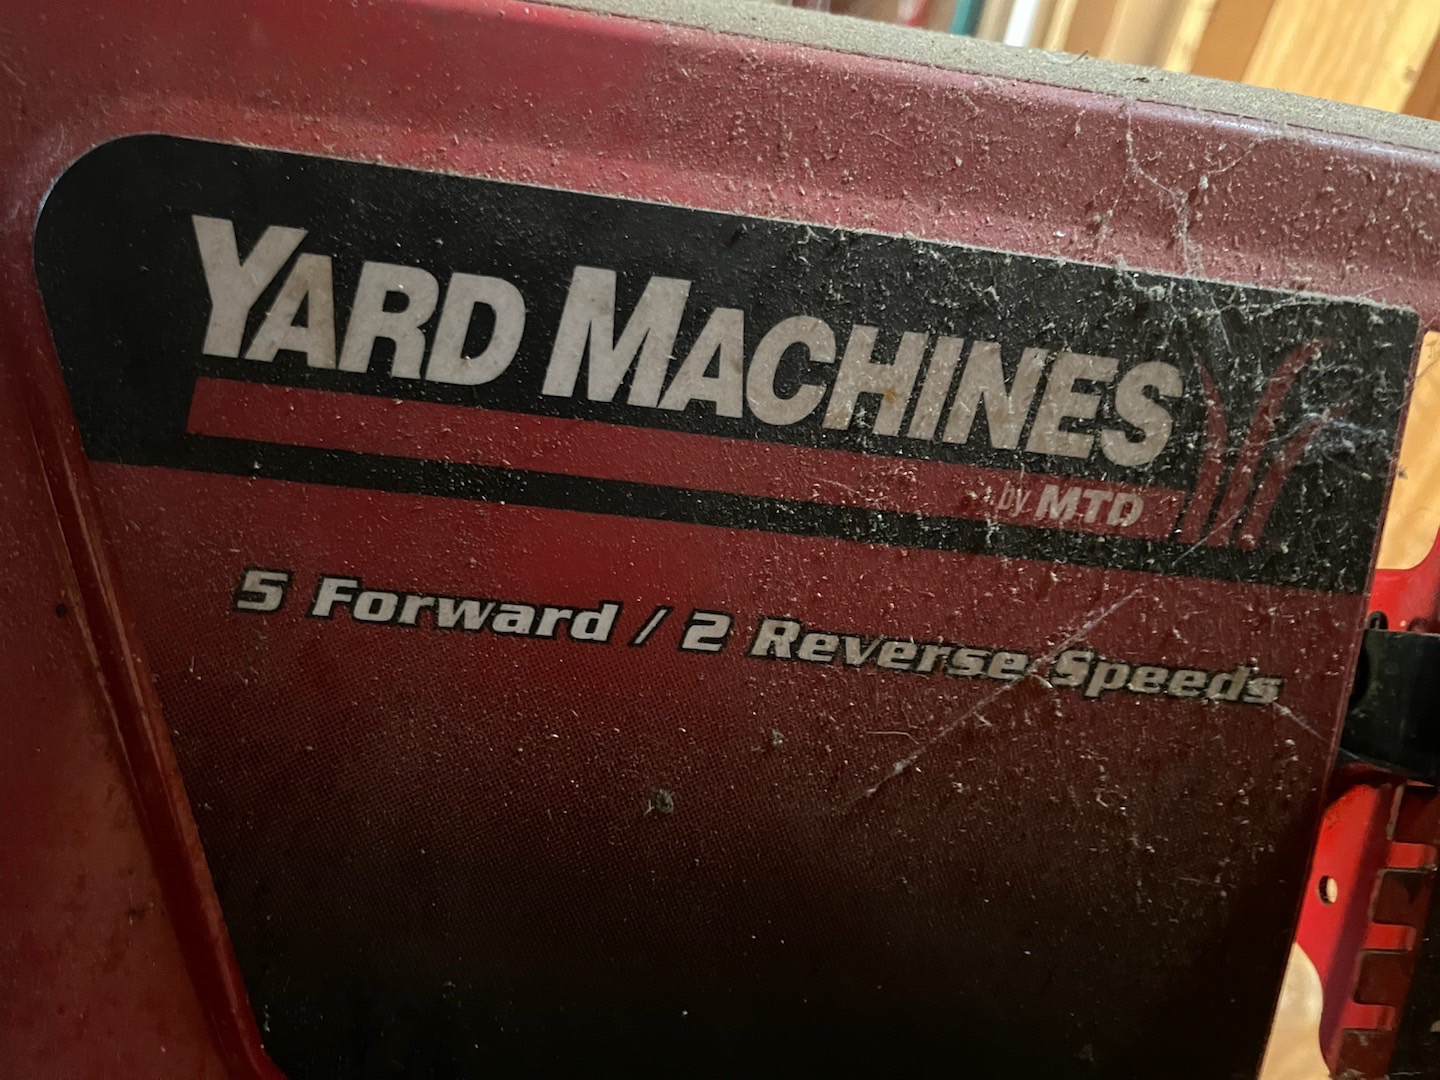 YARD MACHINES
by MTD
5 Forward / 2 Reverse Speeds